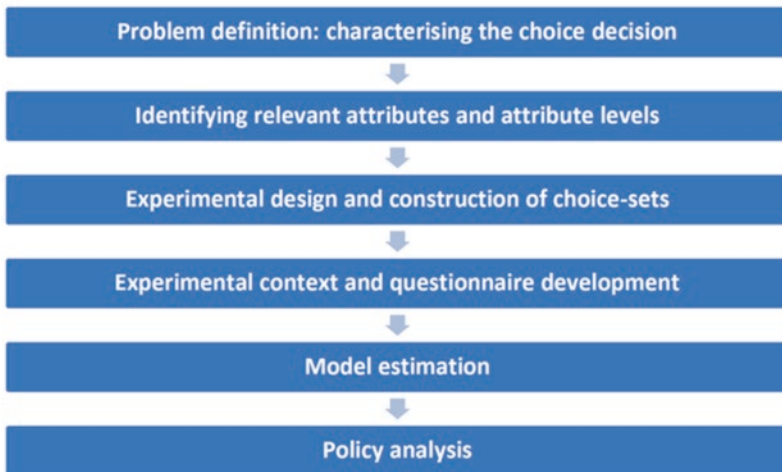 Problem definition: characterising the choice decision
Identifying relevant attributes and attribute levels
Experimental design and construction of choice-sets
Experimental context and questionnaire development
Model estimation
Policy analysis